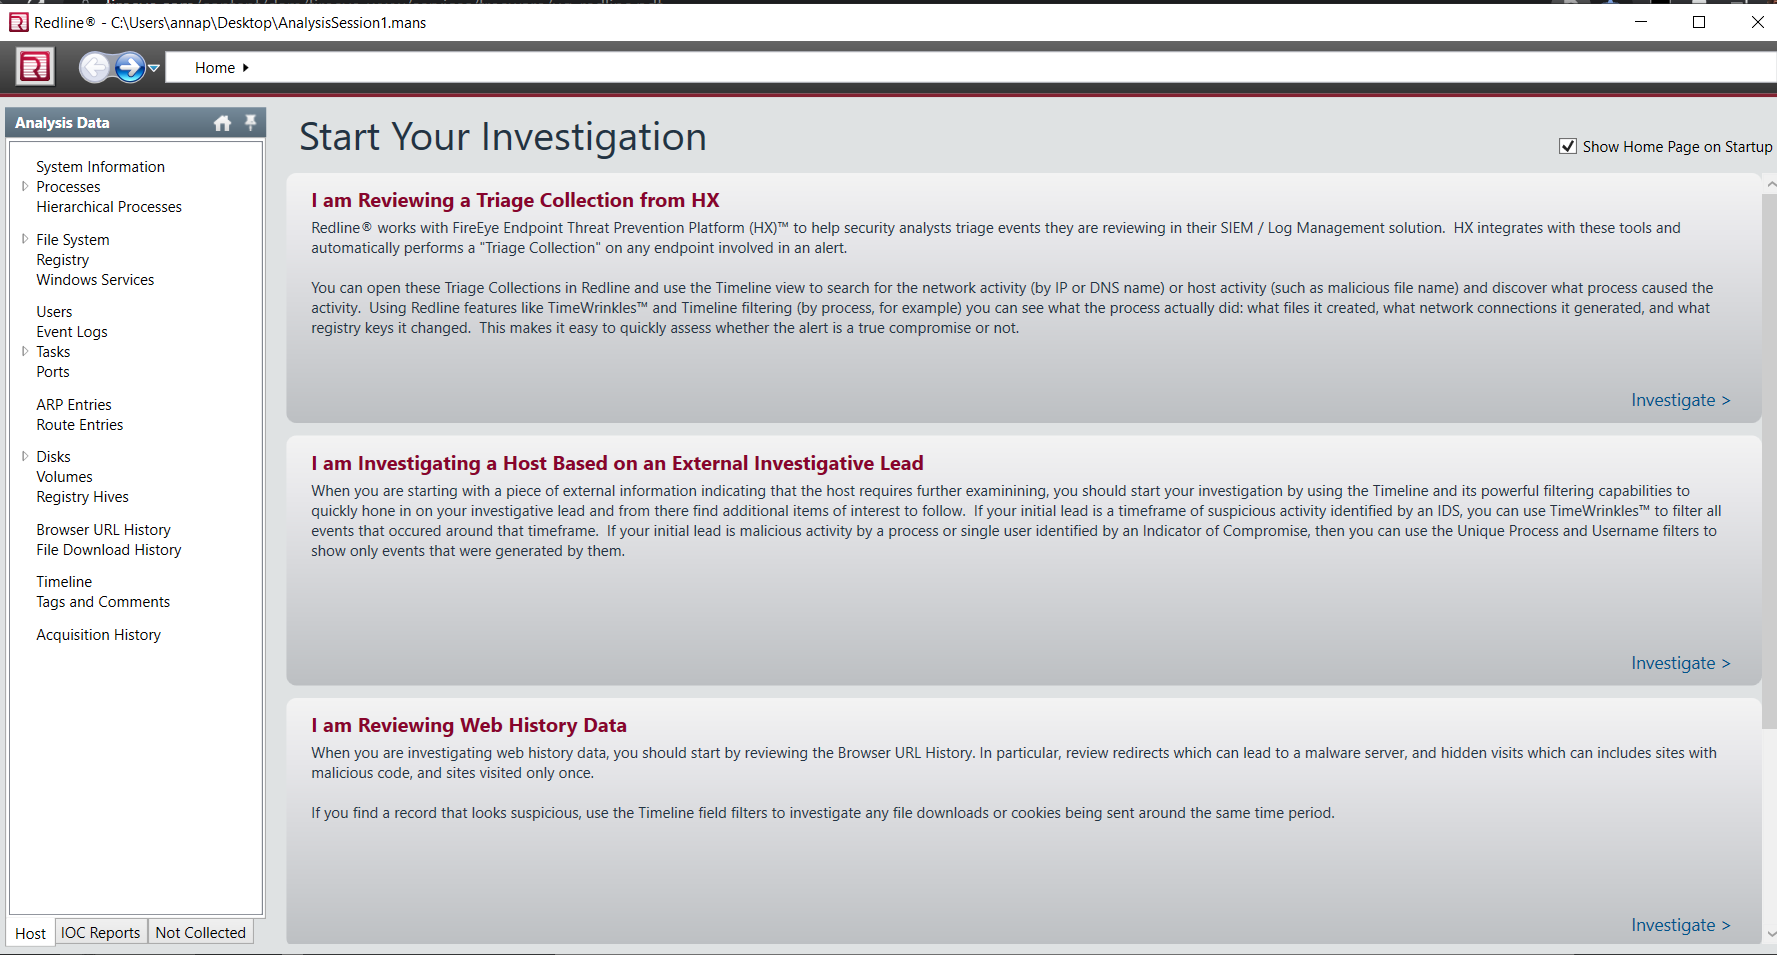 Redline® - C:\Users\annap\Desktop\AnalysisSession1.mans
Home
Analysis Data
System Information
Processes
Hierarchical Processes
File System
Registry
Windows Services
Users
Event Logs
Tasks
Ports
ARP Entries
Route Entries
Disks
Volumes
Registry Hives
Browser URL History
File Download History
Timeline
Tags and Comments
Acquisition History
Host
IOC Reports
Not Collected
Start Your Investigation
Show Home Page on Startup
I am Reviewing a Triage Collection from HX
Redline® works with FireEye Endpoint Threat Prevention Platform (HX)™ to help security analysts triage events they are reviewing in their SIEM / Log Management solution.  HX integrates with these tools and
automatically performs a "Triage Collection" on any endpoint involved in an alert.
You can open these Triage Collections in Redline and use the Timeline view to search for the network activity (by IP or DNS name) or host activity (such as malicious file name) and discover what process caused the
activity.  Using Redline features like TimeWrinkles™ and Timeline filtering (by process, for example) you can see what the process actually did: what files it created, what network connections it generated, and what
registry keys it changed.  This makes it easy to quickly assess whether the alert is a true compromise or not.
Investigate >
I am Investigating a Host Based on an External Investigative Lead
When you are starting with a piece of external information indicating that the host requires further examinining, you should start your investigation by using the Timeline and its powerful filtering capabilities to
quickly hone in on your investigative lead and from there find additional items of interest to follow.  If your initial lead is a timeframe of suspicious activity identified by an IDS, you can use TimeWrinkles™ to filter all
events that occured around that timeframe.  If your initial lead is malicious activity by a process or single user identified by an Indicator of Compromise, then you can use the Unique Process and Username filters to
show only events that were generated by them.
Investigate >
I am Reviewing Web History Data
When you are investigating web history data, you should start by reviewing the Browser URL History. In particular, review redirects which can lead to a malware server, and hidden visits which can includes sites with
malicious code, and sites visited only once.
If you find a record that looks suspicious, use the Timeline field filters to investigate any file downloads or cookies being sent around the same time period.
Investigate >